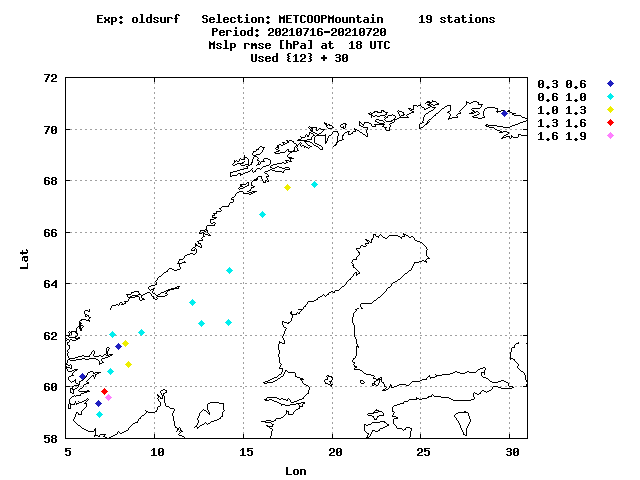 Exp: oldsurf   Selection: METCOOPMountain     19 stations
Period: 20210716-20210720
Mslp rmse [hPa] at  18 UTC
Used {12} + 30
72
70
68
66
64
62
60
58
Lat
5 10 15 20 25 30
Lon
0.3 0.6
0.6 1.0
1.0 1.3
1.3 1.6
1.6 1.9